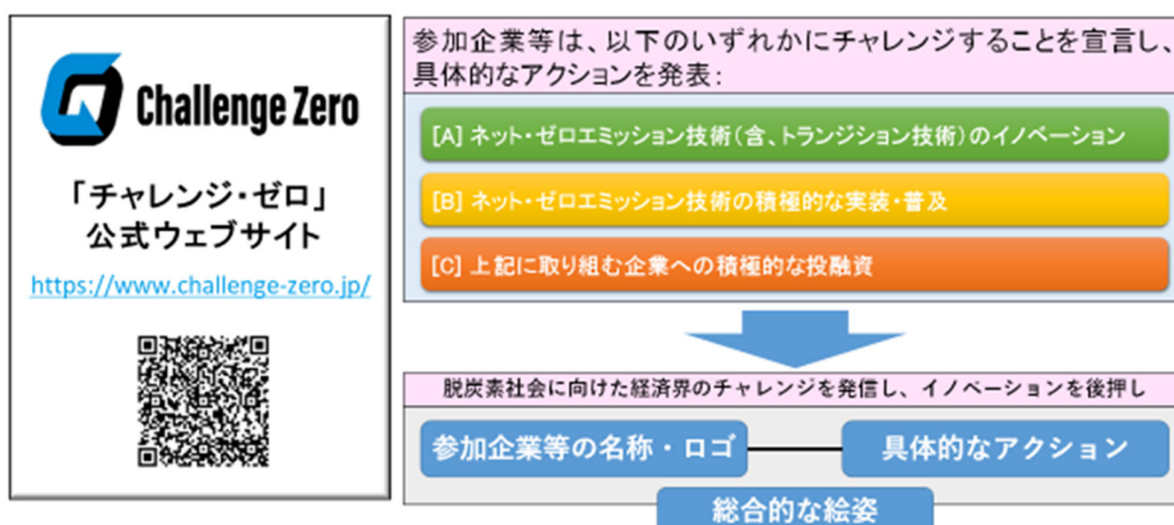 Challenge Zero
「チャレンジ・ゼロ」
公式ウェブサイト
https://www.challenge-zero.jp/
参加企業等は、以下のいずれかにチャレンジすることを宣言し、
具体的なアクションを発表：
[A] ネット・ゼロエミッション技術（含、トランジション技術）のイノベーション
[B] ネット・ゼロエミッション技術の積極的な実装・普及
[C] 上記に取り組む企業への積極的な投融資
脱炭素社会に向けた経済界のチャレンジを発信し、イノベーションを後押し
参加企業等の名称・ロゴ
具体的なアクション
総合的な絵姿